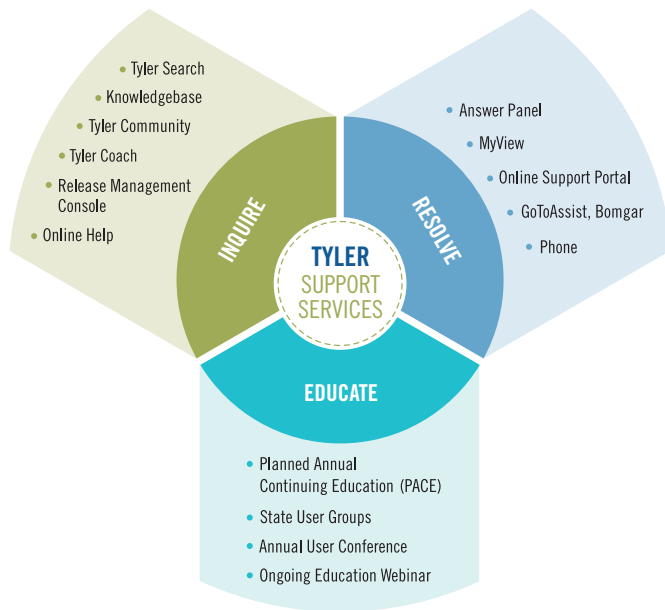 • Tyler Search
• Knowledgebase
• Tyler Community
• Tyler Coach
• Release Management
Console
• Online Help
INQUIRE
• Answer Panel
• MyView
• Online Support Portal
• GoToAssist, Bomgar
• Phone
RESOLVE
TYLER
SUPPORT
SERVICES
EDUCATE
• Planned Annual
Continuing Education (PACE)
• State User Groups
• Annual User Conference
• Ongoing Education Webinar